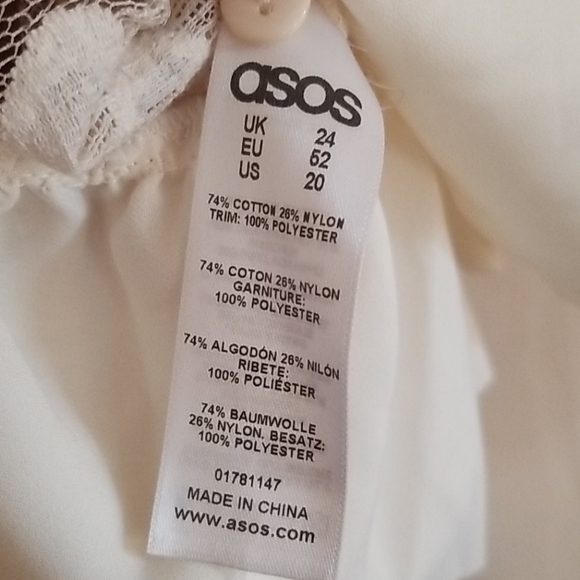 asos
UK 24
EU 52
US 20
74% COTTON 26% NYLON
TRIM: 100% POLYESTER
74% COTON 26% NYLON
GARNITURE:
100% POLYESTER
74% ALGODÓN 26% NILÓN
RIBETE:
100% POLIÉSTER
74% BAUMWOLLE
26% NYLON. BESATZ:
100% POLYESTER
01781147
MADE IN CHINA
www.asos.com